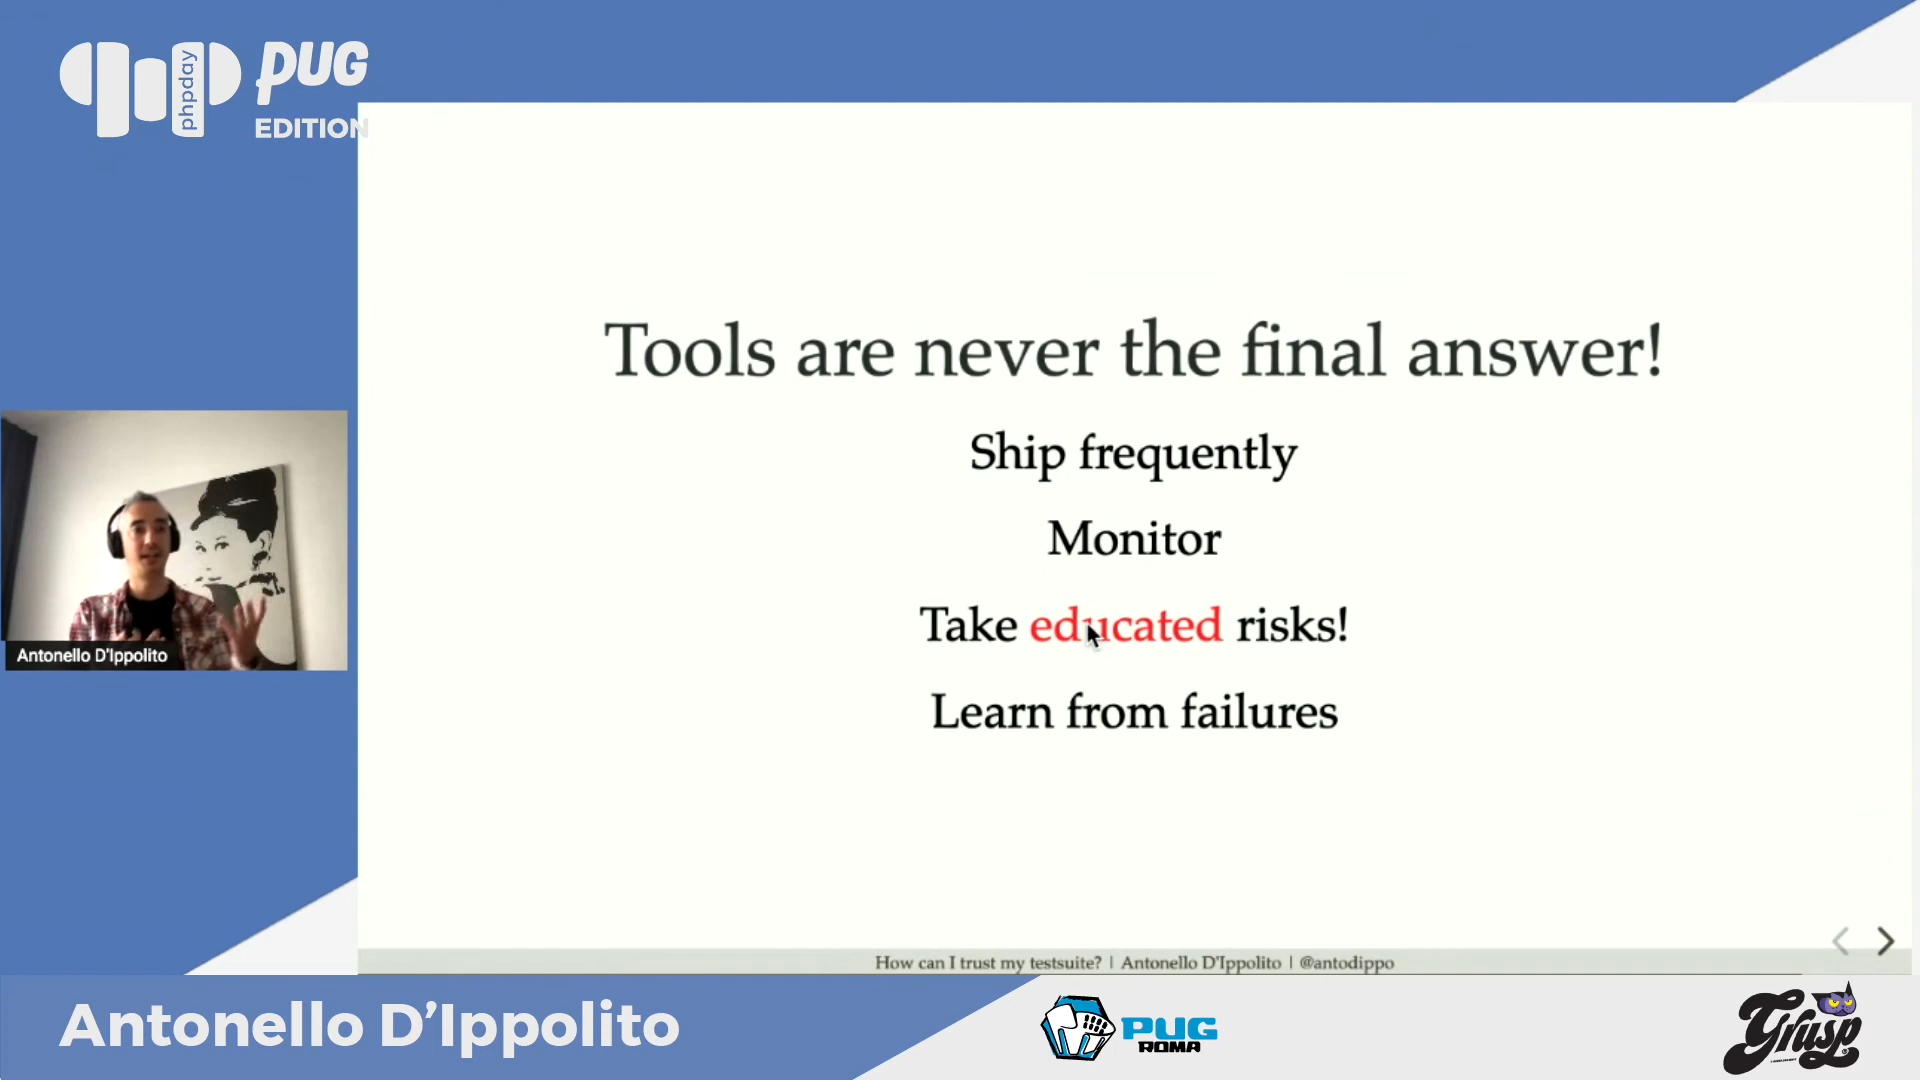 phpday
PUG
EDITION
Tools are never the final answer!
Ship frequently
Monitor
Take educated risks!
Learn from failures
Antonello D'Ippolito
How can I trust my testsuite? | Antonello D'Ippolito | @antodippo
Antonello D’Ippolito
PUG
ROMA
Grusp